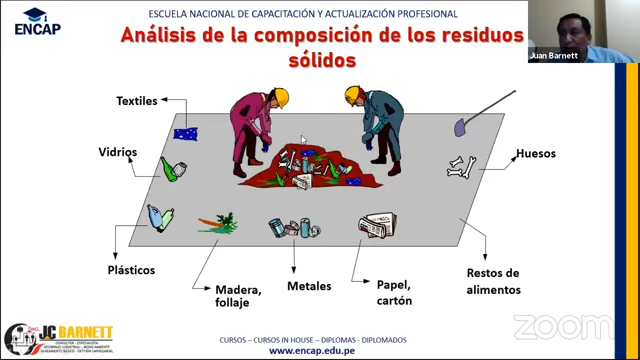 ESCUELA NACIONAL DE CAPACITACIÓN Y ACTUALIZACIÓN PROFESIONAL
ENCAP
Análisis de la composición de los residuos
sólidos
Juan Barnett
Textiles
Vidrios
Huesos
Plásticos
Madera,
follaje
Metales
Papel,
cartón
Restos de
alimentos
JC BARNETT
CURSOS – CURSOS IN HOUSE – DIPLOMAS - DIPLOMADOS
www.encap.edu.pe
zoom